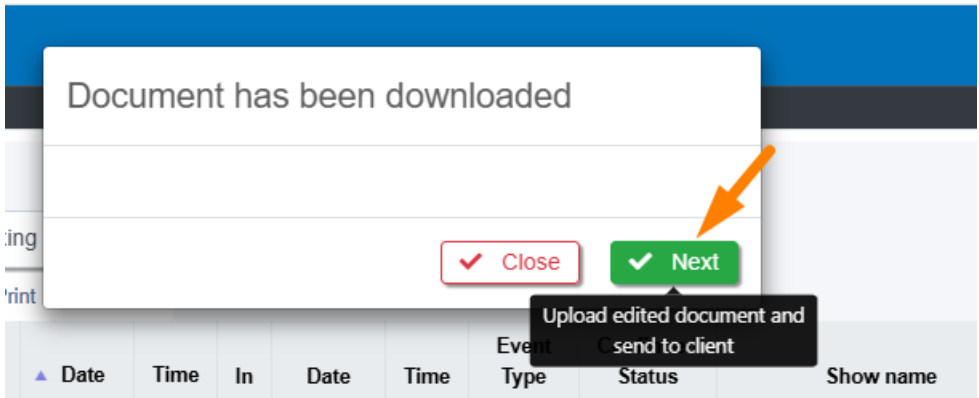 Document has been downloaded
Close
Next
Upload edited document and
send to client
Date
Time
In
Date
Time
Type
Status
Show name